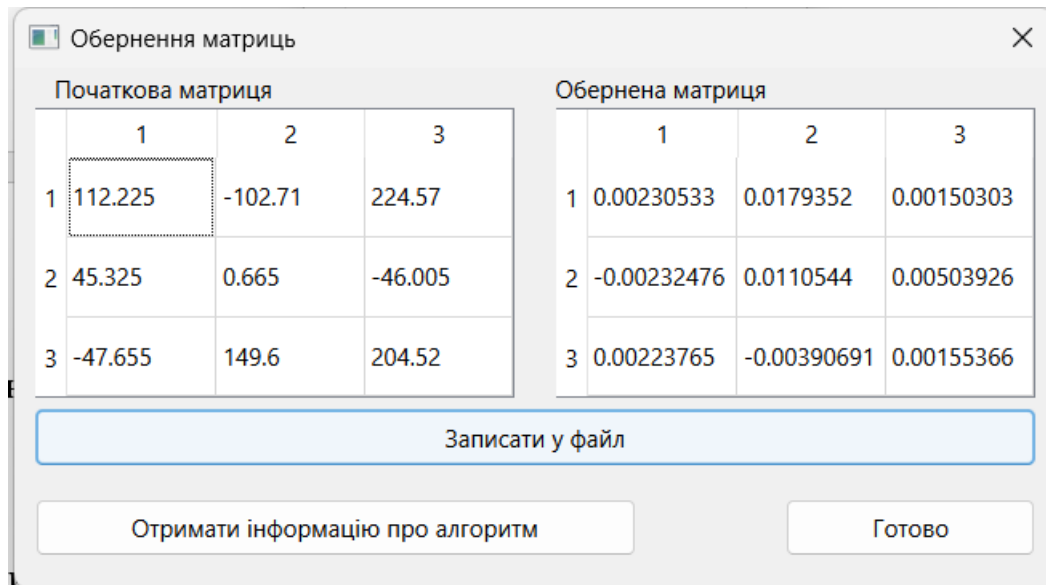 Обернення матриць
Початкова матриця Обернена матриця
1 2 3 1 2 3
1 112.225 -102.71 224.57 1 0.00230533 0.0179352 0.00150303
2 45.325 0.665 -46.005 2 -0.00232476 0.0110544 0.00503926
3 -47.655 149.6 204.52 3 0.00223765 -0.00390691 0.00155366
Записати у файл
Отримати інформацію про алгоритм Готово